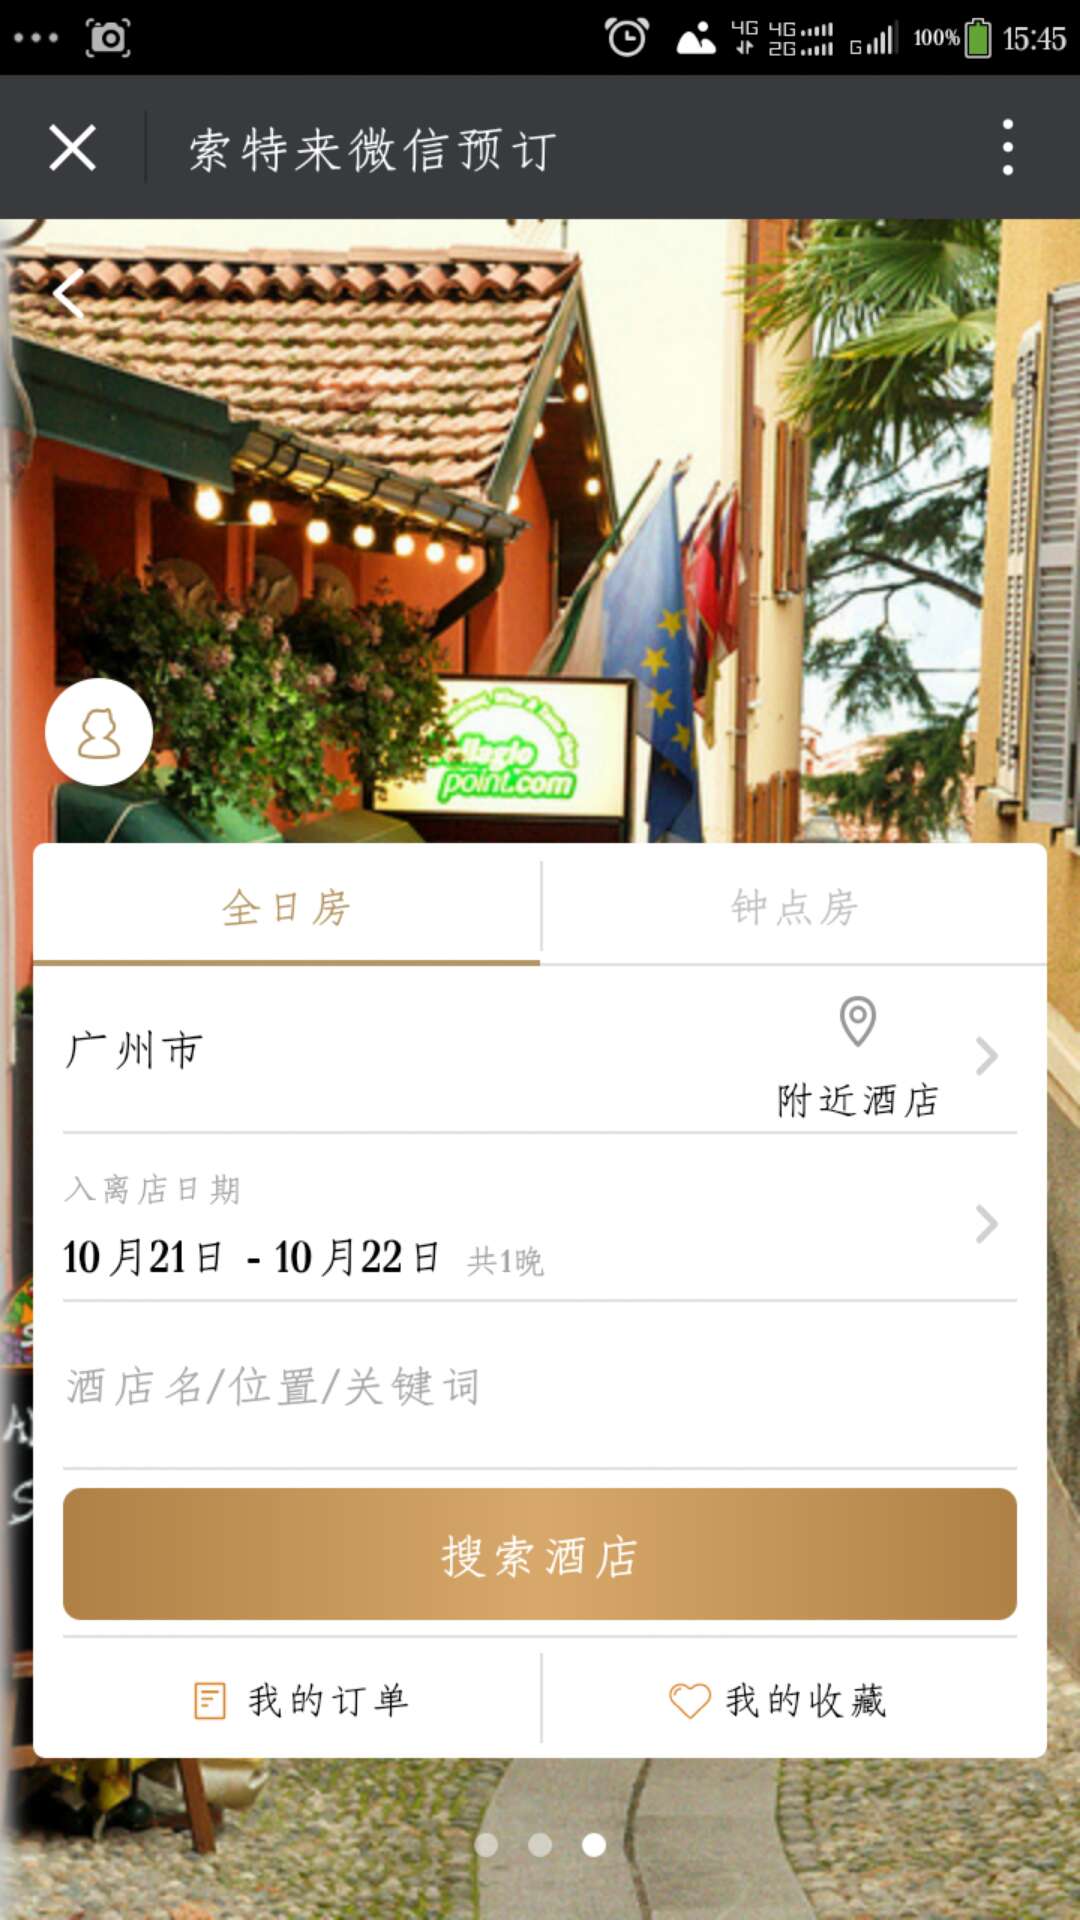 4G 4G 2G G 100% 15:45
索特来微信预订
point.com
全日房 钟点房
广州市
附近酒店
入离店日期
10月21日 - 10月22日 共1晚
酒店名/位置/关键词
搜索酒店
我的订单 我的收藏